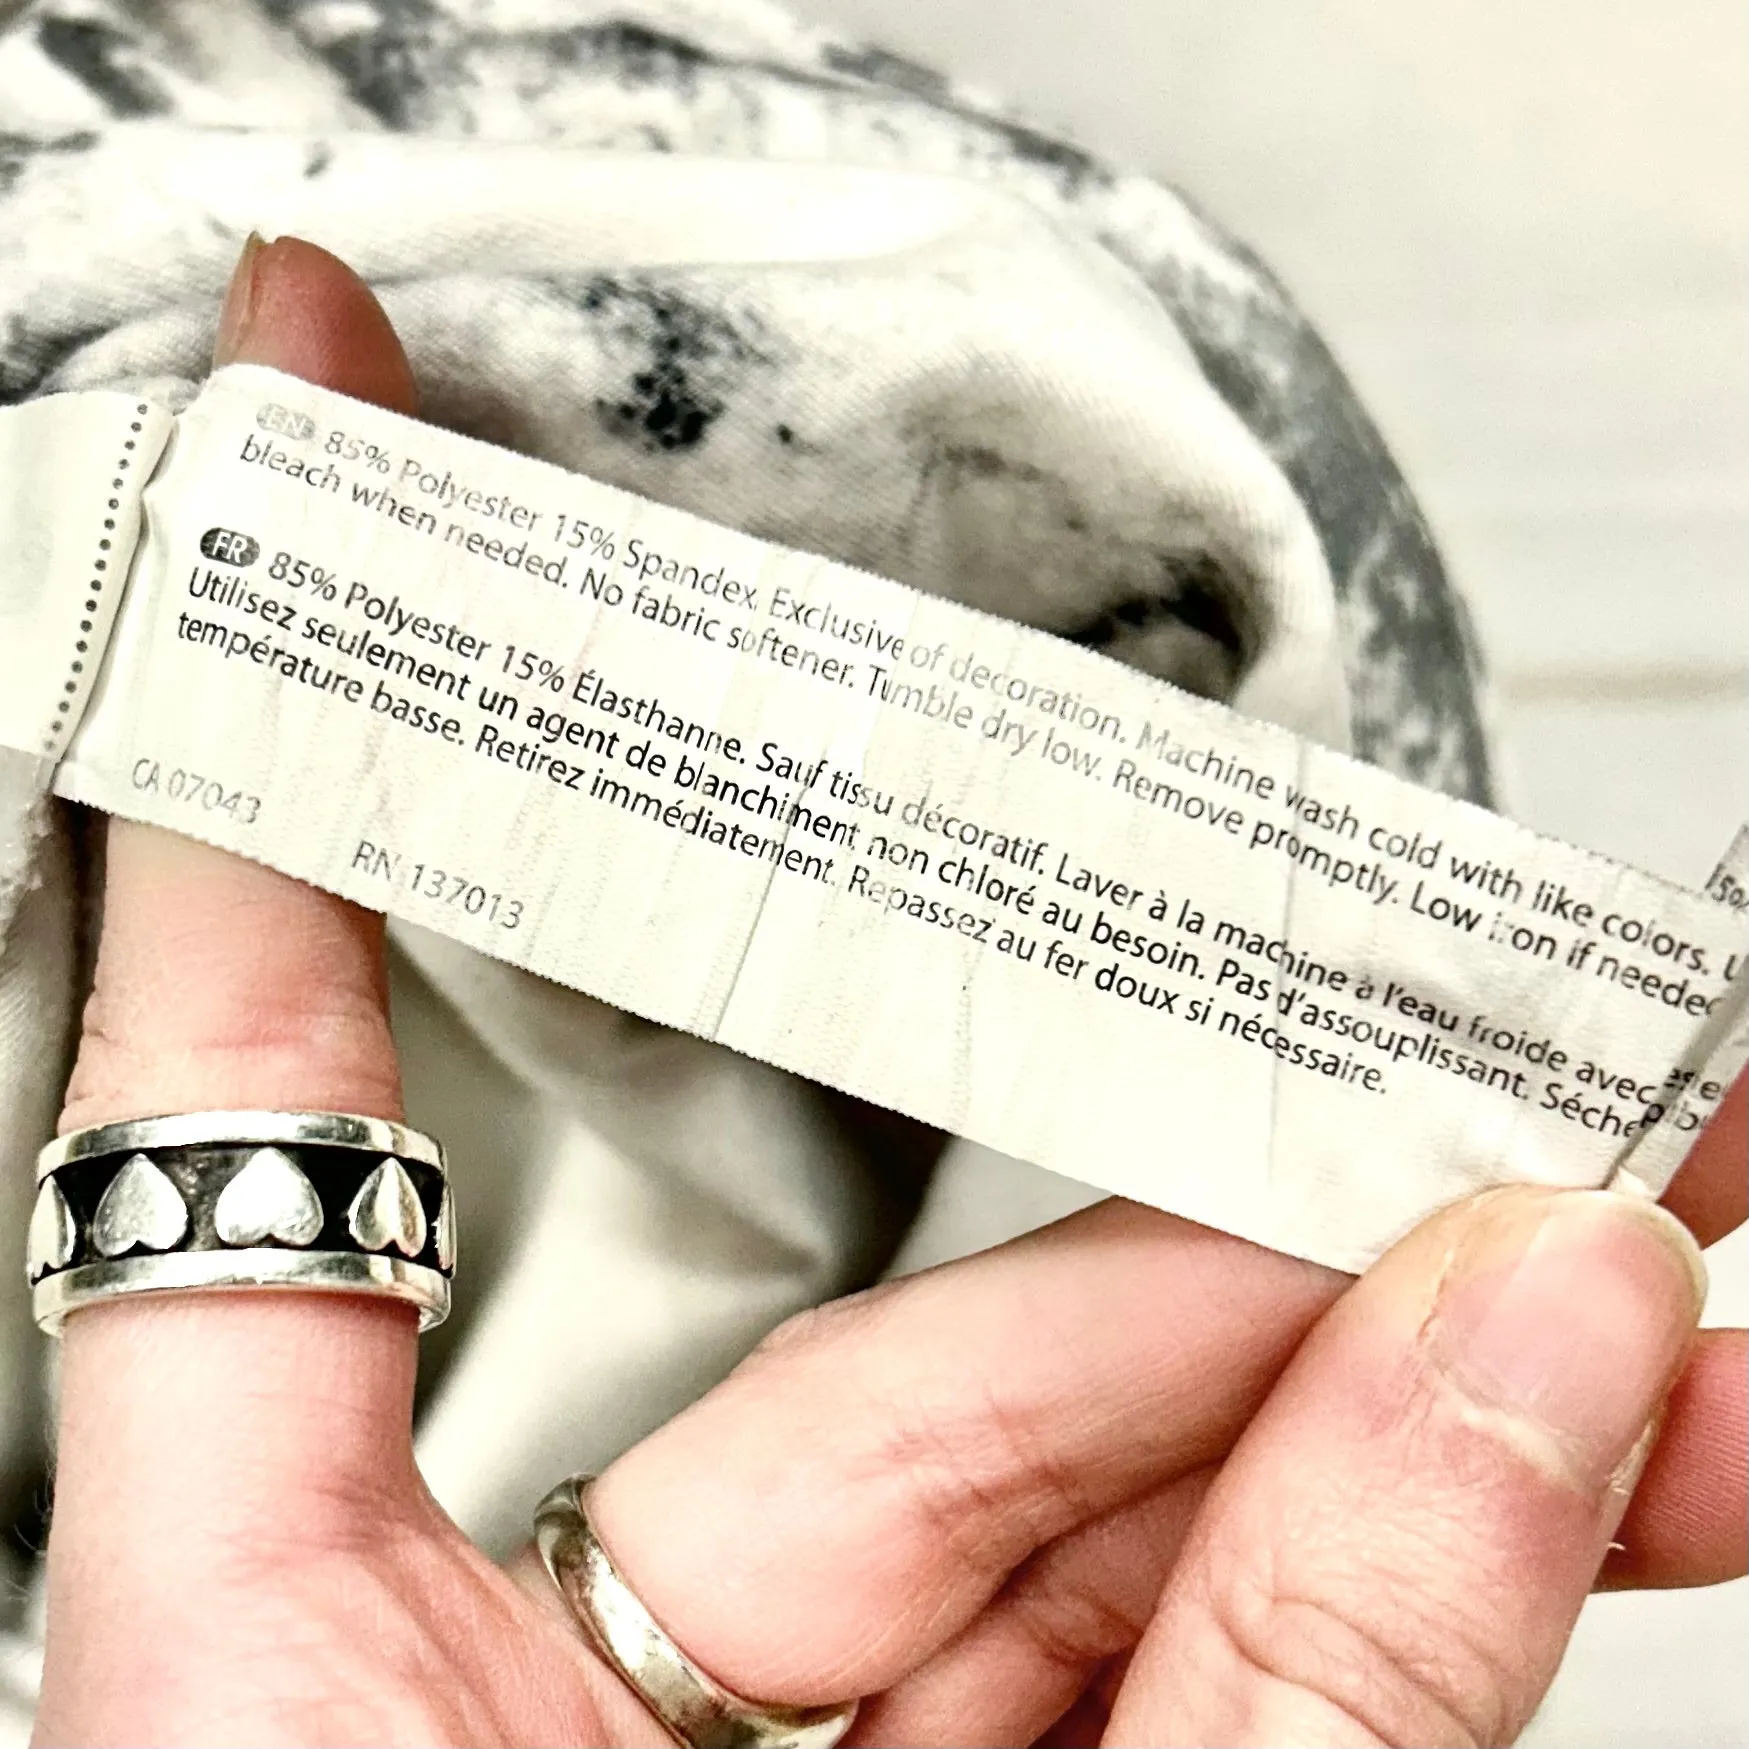 EN 85% Polyester 15% Spandex. Exclusive of decoration. Machine wash cold with like colors.
bleach when needed. No fabric softener. Tumble dry low. Remove promptly. Low iron if
FR 85% Polyester 15% Élasthanne. Sauf tissu décoratif. Laver à la machine à l'eau froide avec
Utilisez seulement un agent de blanchiment non chloré au besoin. Pas d'assouplissant.
température basse. Retirez immédiatement. Repassez au fer doux si nécessaire.
CA 07043
RN 137013